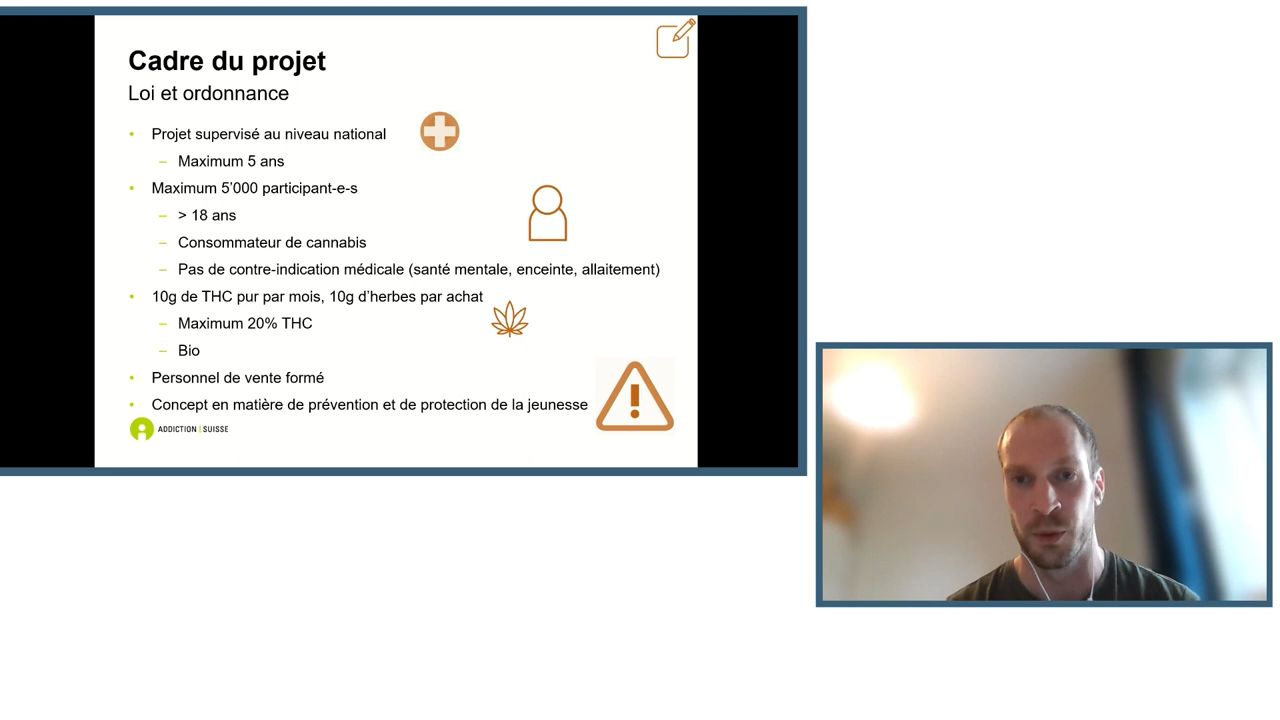 Cadre du projet
Loi et ordonnance
• Projet supervisé au niveau national
– Maximum 5 ans
• Maximum 5’000 participant-e-s
– > 18 ans
– Consommateur de cannabis
– Pas de contre-indication médicale (santé mentale, enceinte, allaitement)
• 10g de THC pur par mois, 10g d’herbes par achat
– Maximum 20% THC
– Bio
• Personnel de vente formé
• Concept en matière de prévention et de protection de la jeunesse
ADDICTION | SUISSE